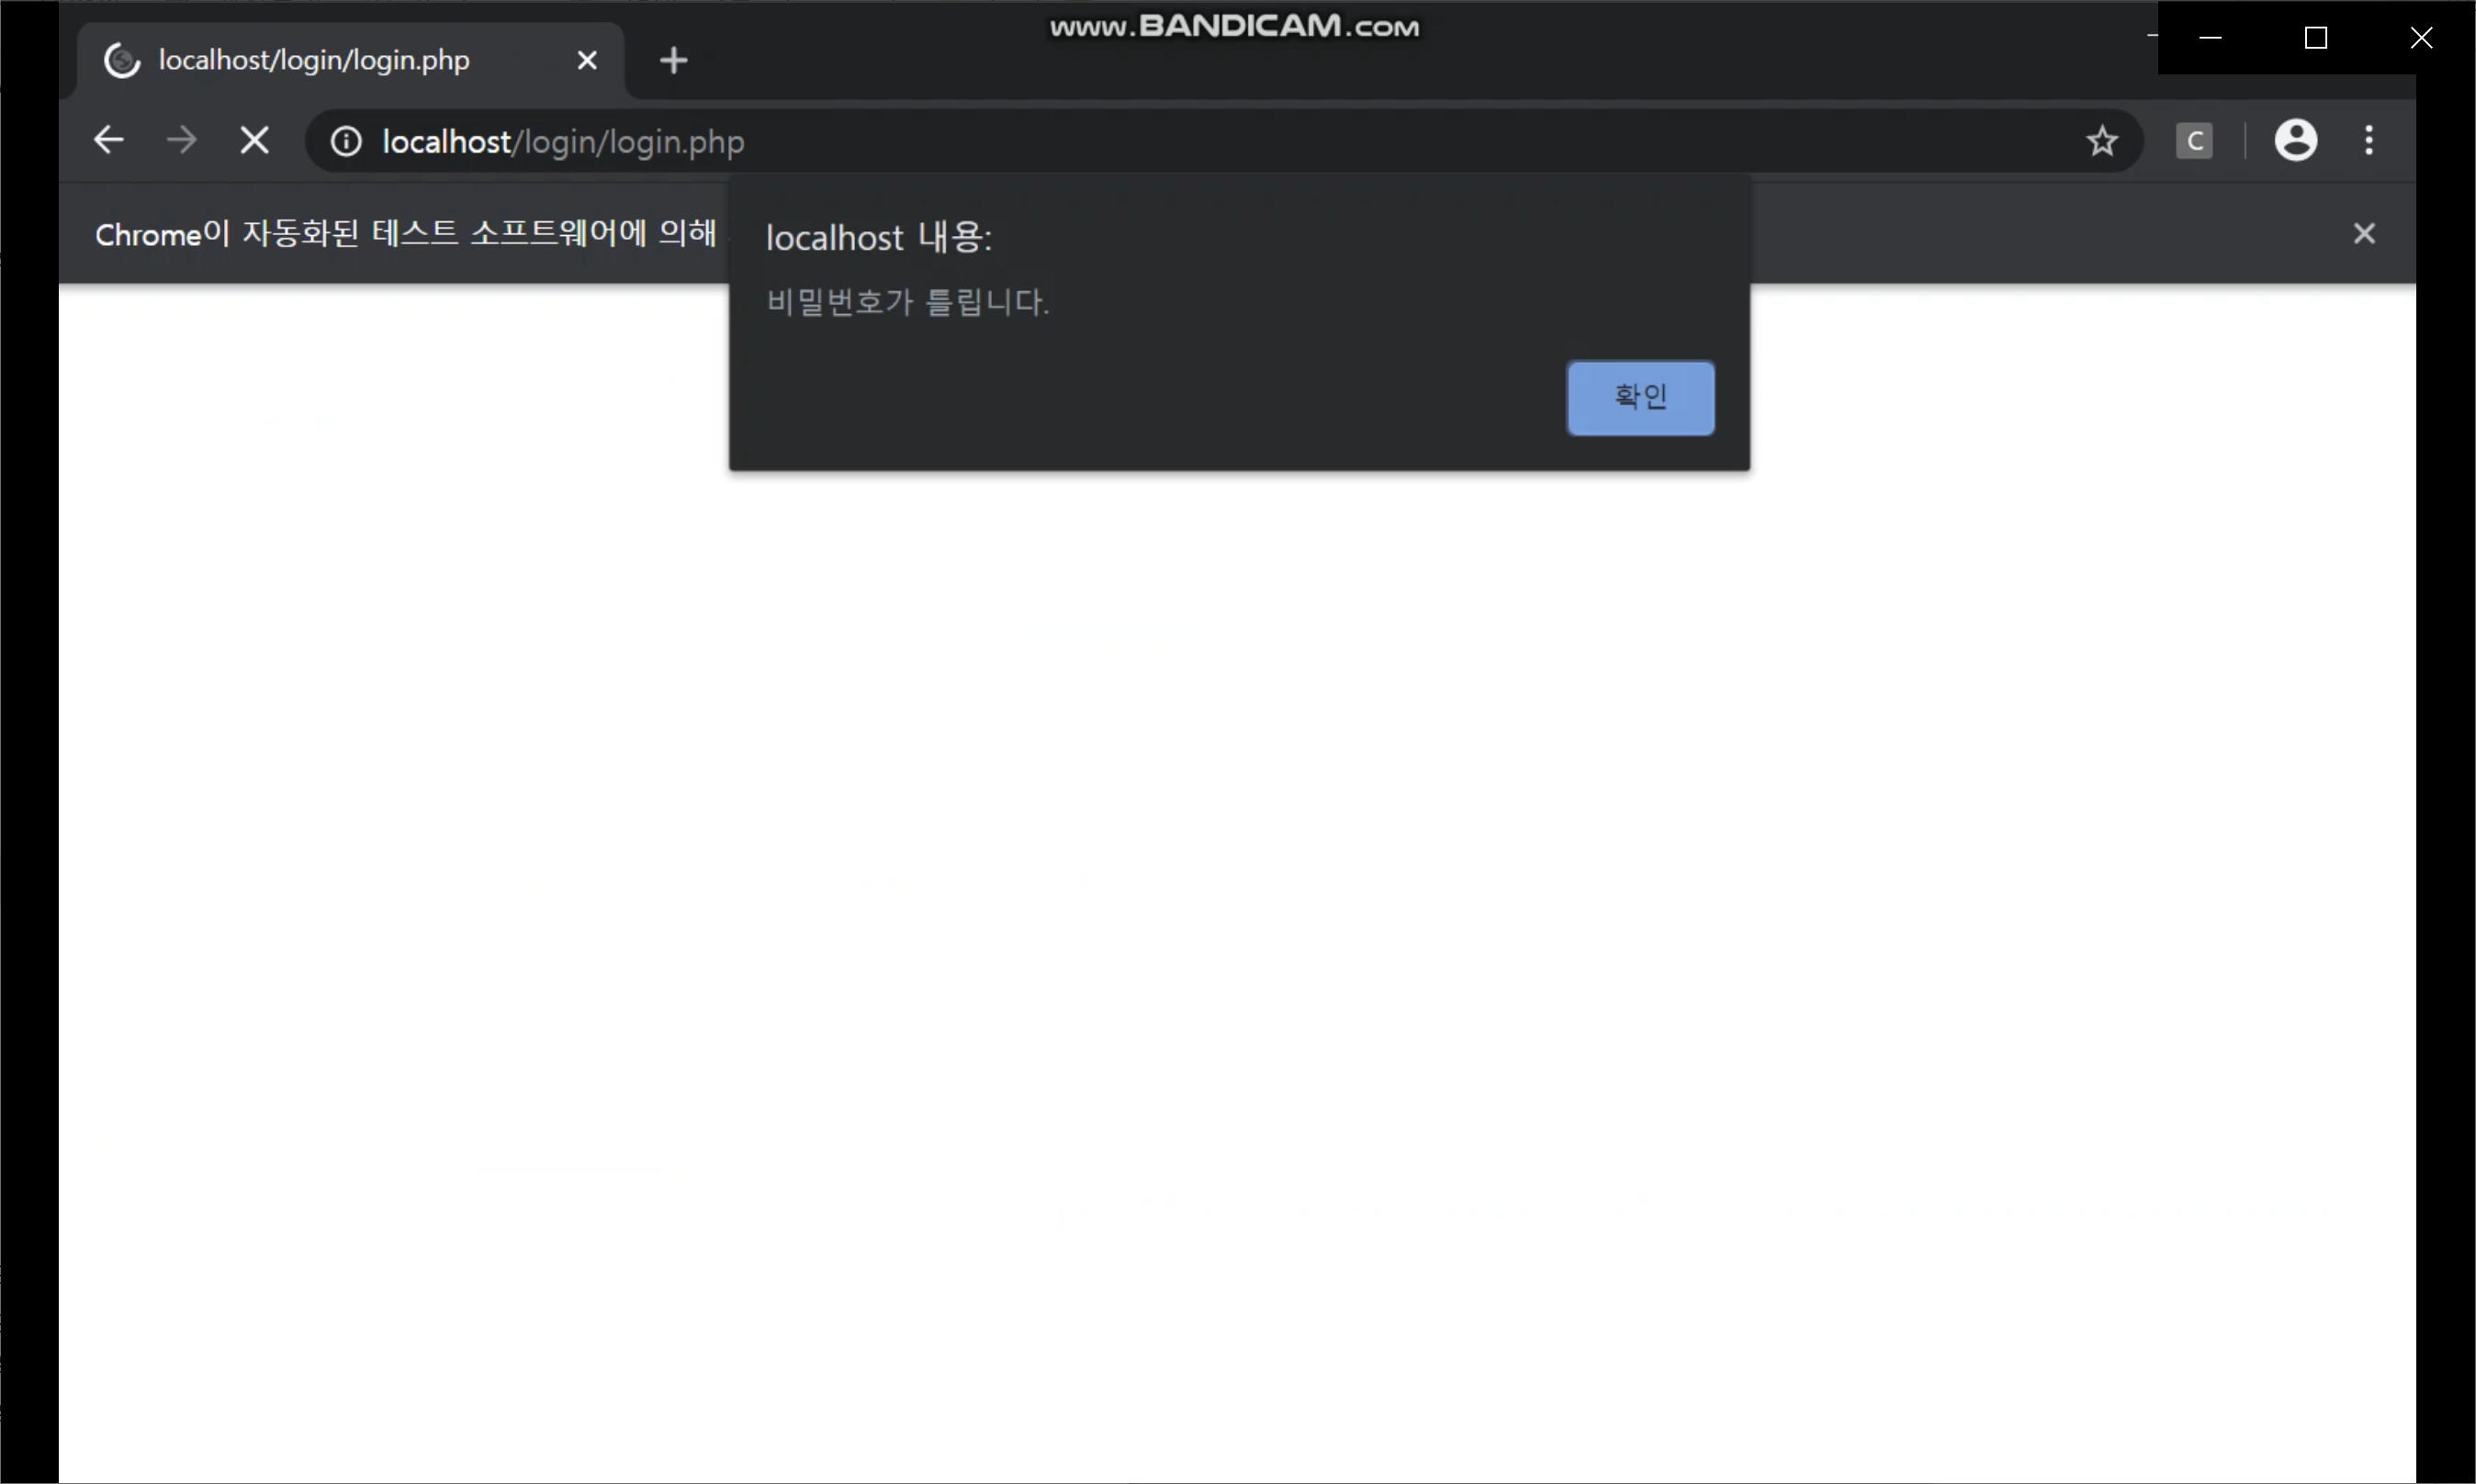 www.BANDICAM.com
localhost/login/login.php
localhost/login/login.php
C
Chrome이 자동화된 테스트 소프트웨어에 의해
localhost 내용:
비밀번호가 틀립니다.
확인